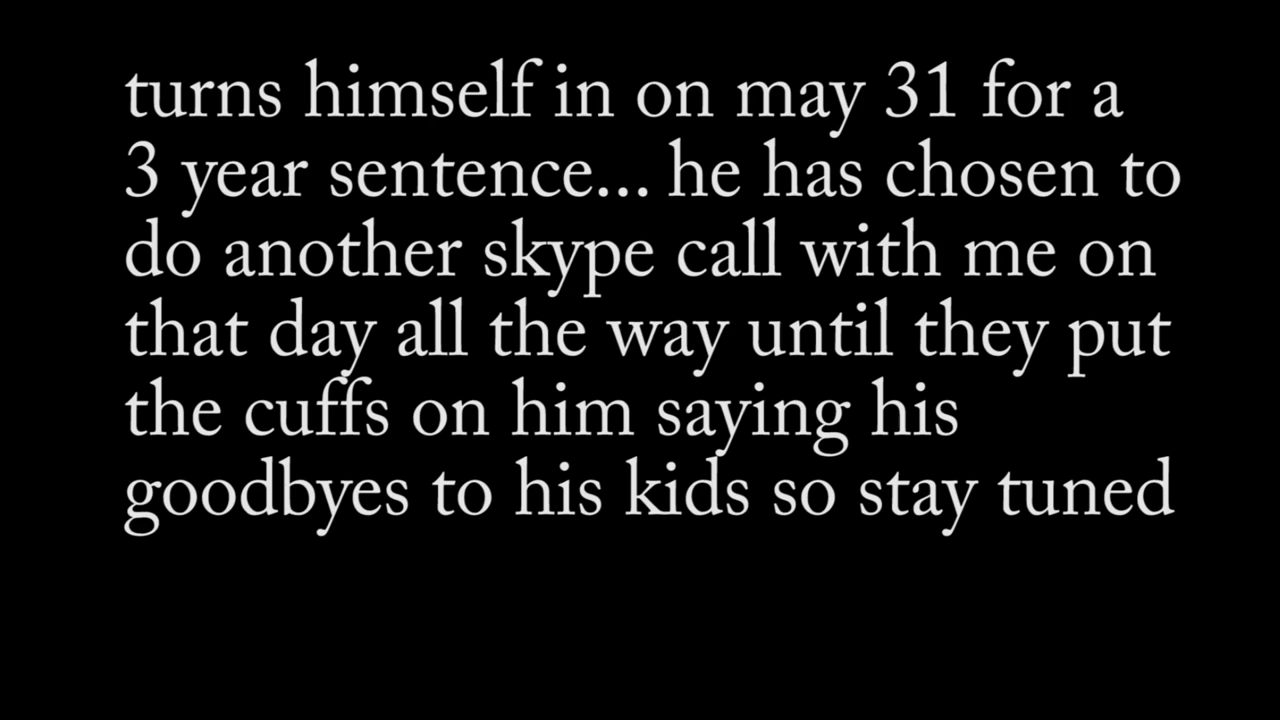 turns himself in on may 31 for a
3 year sentence... he has chosen to
do another skype call with me on
that day all the way until they put
the cuffs on him saying his
goodbyes to his kids so stay tuned